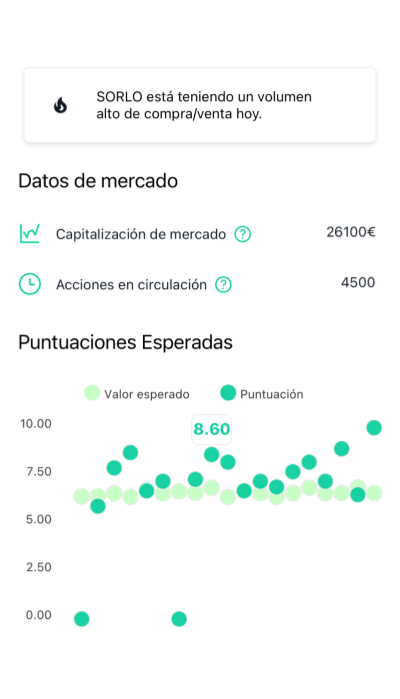 SORLO está teniendo un volumen
alto de compra/venta hoy.
Datos de mercado
Capitalización de mercado ? 26100€
Acciones en circulación ? 4500
Puntuaciones Esperadas
Valor esperado Puntuación
10.00
8.60
7.50
5.00
2.50
0.00